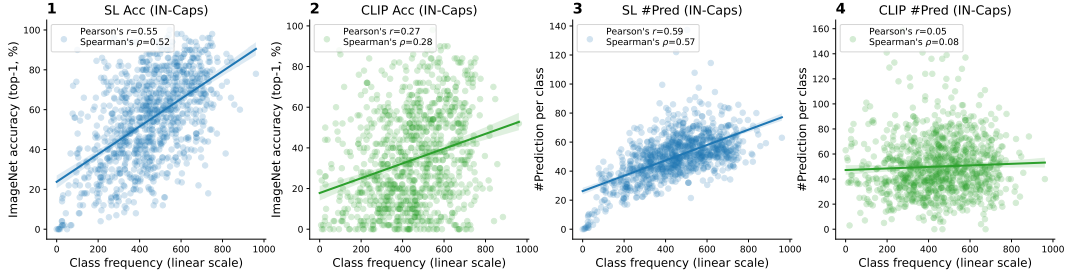 1 SL Acc (IN-Caps)
Pearson's r=0.55
Spearman's ρ=0.52
ImageNet accuracy (top-1, %)
100
80
60
40
20
0
0 200 400 600 800 1000
Class frequency (linear scale)
2 CLIP Acc (IN-Caps)
Pearson's r=0.27
Spearman's ρ=0.28
ImageNet accuracy (top-1, %)
100
80
60
40
20
0
0 200 400 600 800 1000
Class frequency (linear scale)
3 SL #Pred (IN-Caps)
Pearson's r=0.59
Spearman's ρ=0.57
#Prediction per class
160
140
120
100
80
60
40
20
0
0 200 400 600 800 1000
Class frequency (linear scale)
4 CLIP #Pred (IN-Caps)
Pearson's r=0.05
Spearman's ρ=0.08
#Prediction per class
160
140
120
100
80
60
40
20
0
0 200 400 600 800 1000
Class frequency (linear scale)